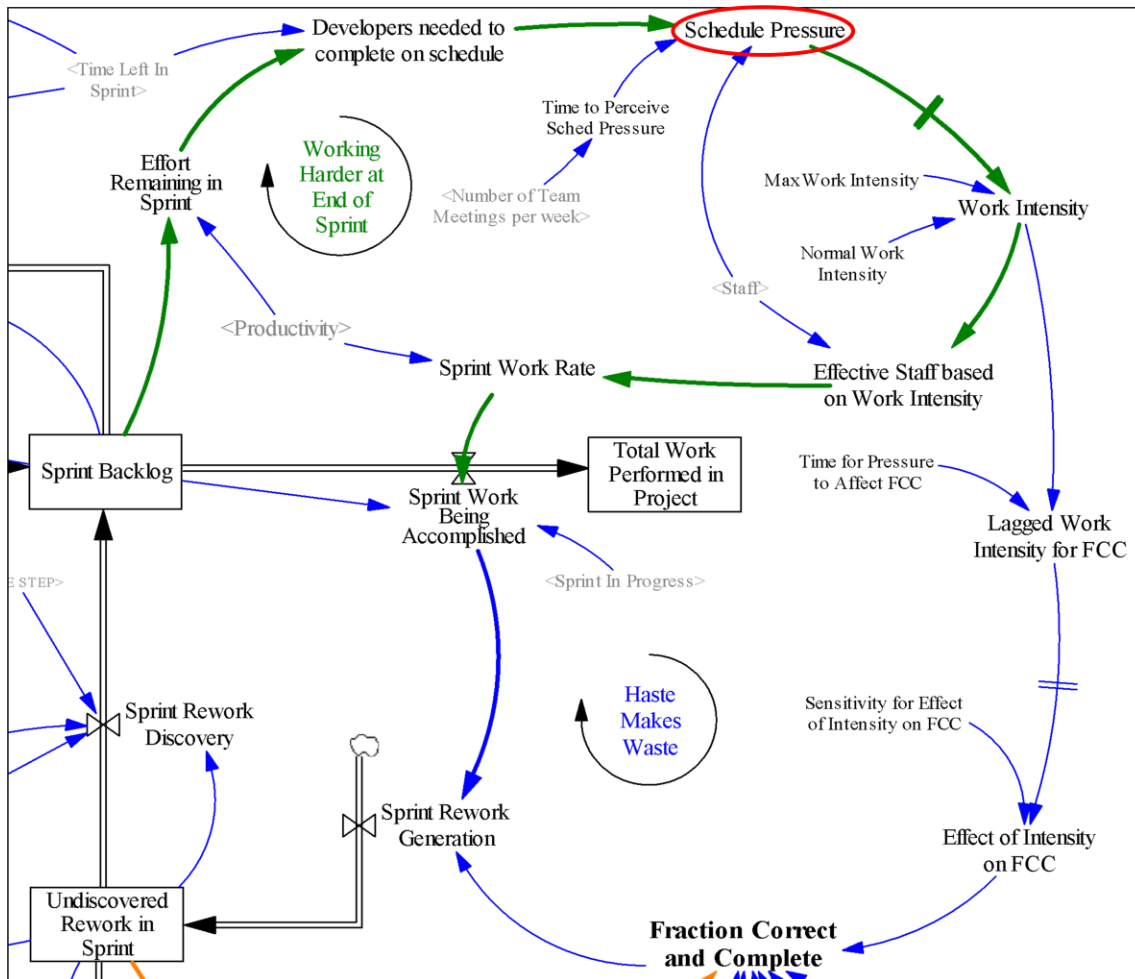 Developers needed to
complete on schedule
Schedule Pressure
<Time Left In
Sprint>
Time to Perceive
Sched Pressure
Working
Harder at
End of
Sprint
Effort
Remaining in
Sprint
<Number of Team
Meetings per week>
Max Work Intensity
Work Intensity
Normal Work
Intensity
<Staff>
<Productivity>
Sprint Work Rate
Effective Staff based
on Work Intensity
Sprint Backlog
Total Work
Performed in
Project
Time for Pressure
to Affect FCC
Sprint Work
Being
Accomplished
Lagged Work
Intensity for FCC
<Sprint In Progress>
E STEP>
Sprint Rework
Discovery
Haste
Makes
Waste
Sensitivity for Effect
of Intensity on FCC
Sprint Rework
Generation
Effect of Intensity
on FCC
Undiscovered
Rework in
Sprint
Fraction Correct
and Complete